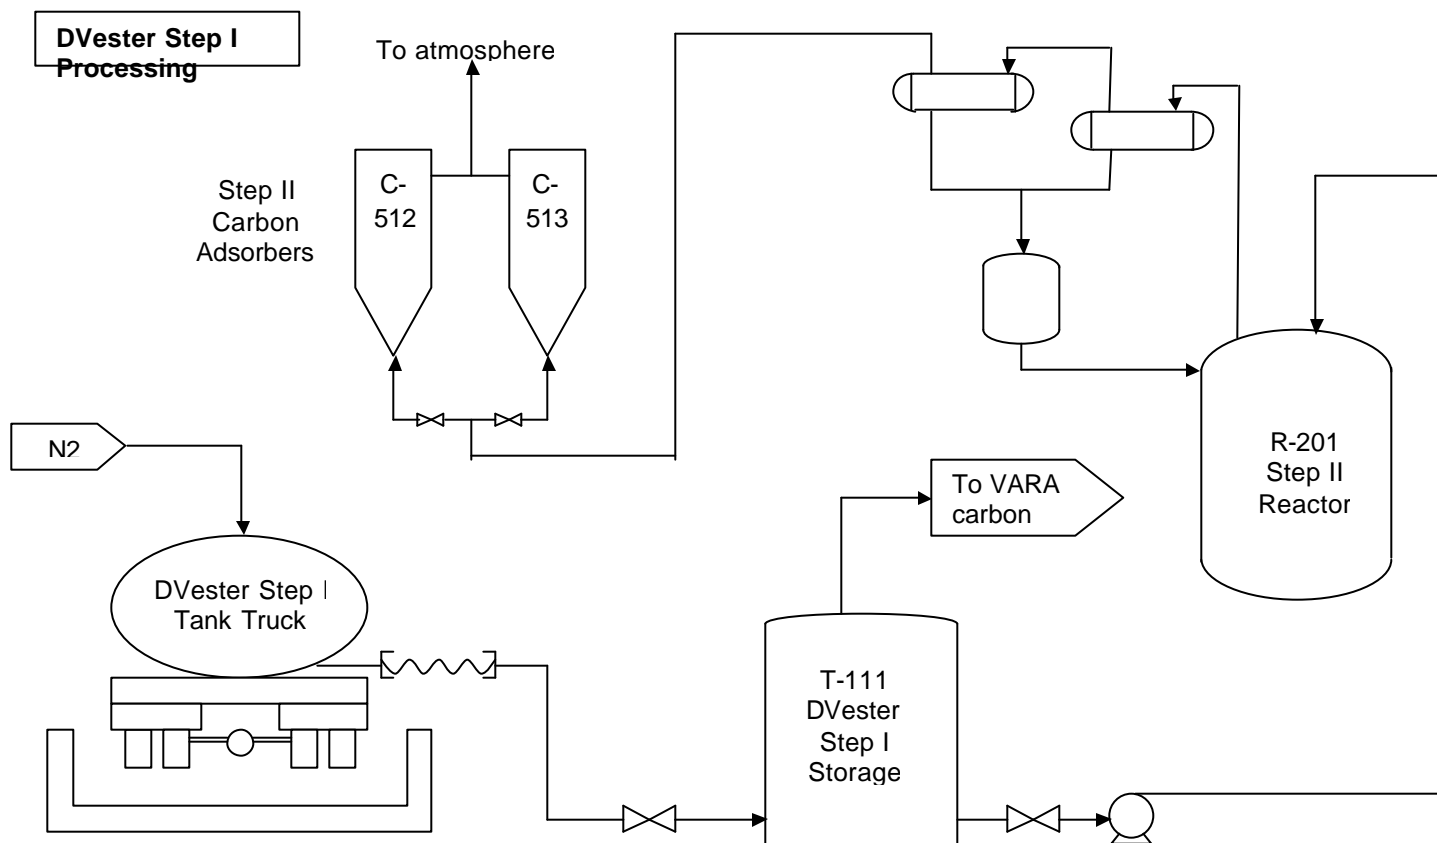 DVester Step I
Processing
To atmosphere
Step II
Carbon
Adsorbers
C-
512
C-
513
N2
DVester Step I
Tank Truck
To VARA
carbon
R-201
Step II
Reactor
T-111
DVester
Step I
Storage